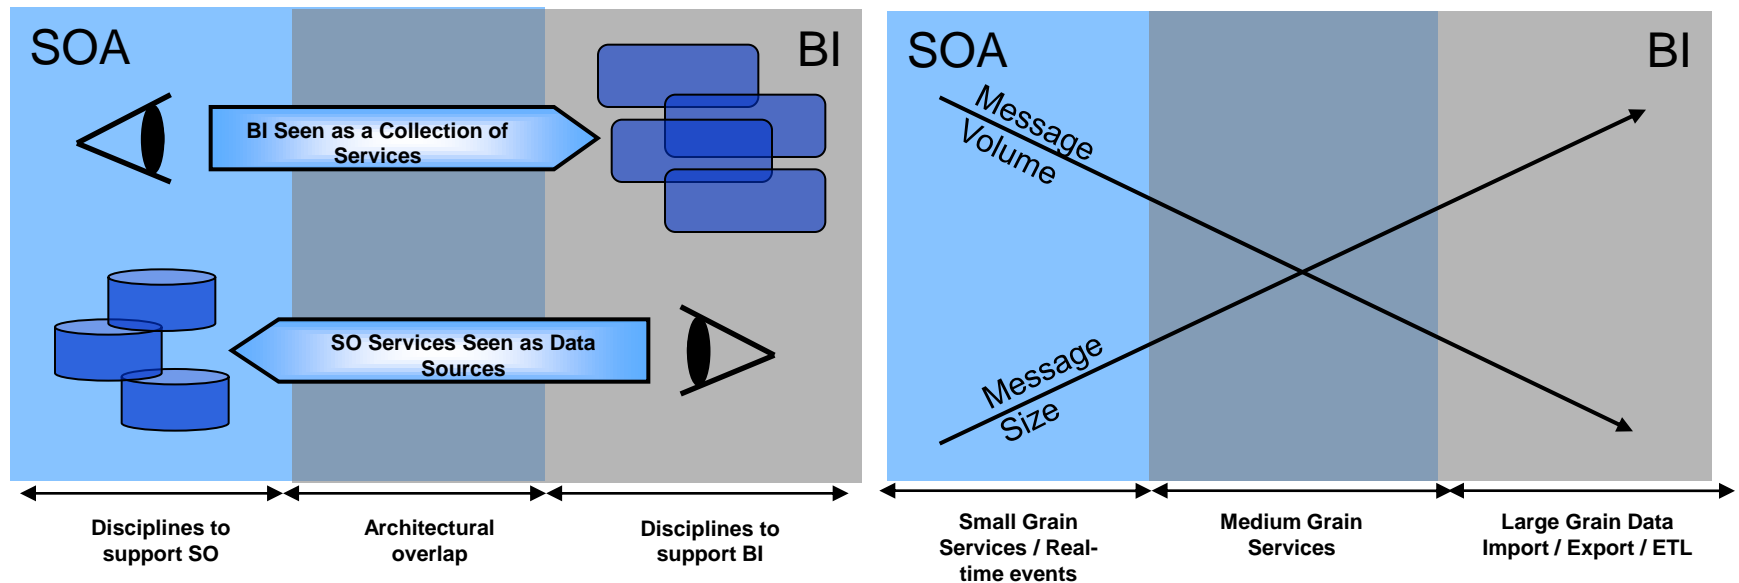 SOA
BI
BI Seen as a Collection of
Services
SO Services Seen as Data
Sources
Disciplines to
support SO
Architectural
overlap
Disciplines to
support BI
SOA
BI
Message
Volume
Message
Size
Small Grain
Services / Real-
time events
Medium Grain
Services
Large Grain Data
Import / Export / ETL